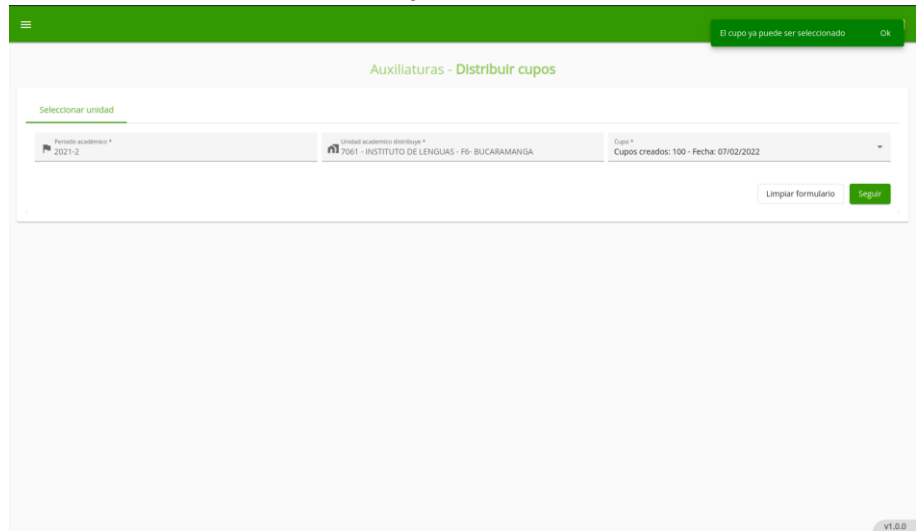 El cupo ya puede ser seleccionado Ok
Auxiliaturas - Distribuir cupos
Seleccionar unidad
Periodo académico *
2021-2
Unidad academico distribuye *
7061 - INSTITUTO DE LENGUAS - F6- BUCARAMANGA
Cupo *
Cupos creados: 100 - Fecha: 07/02/2022
Limpiar formulario
Seguir
v1.0.0